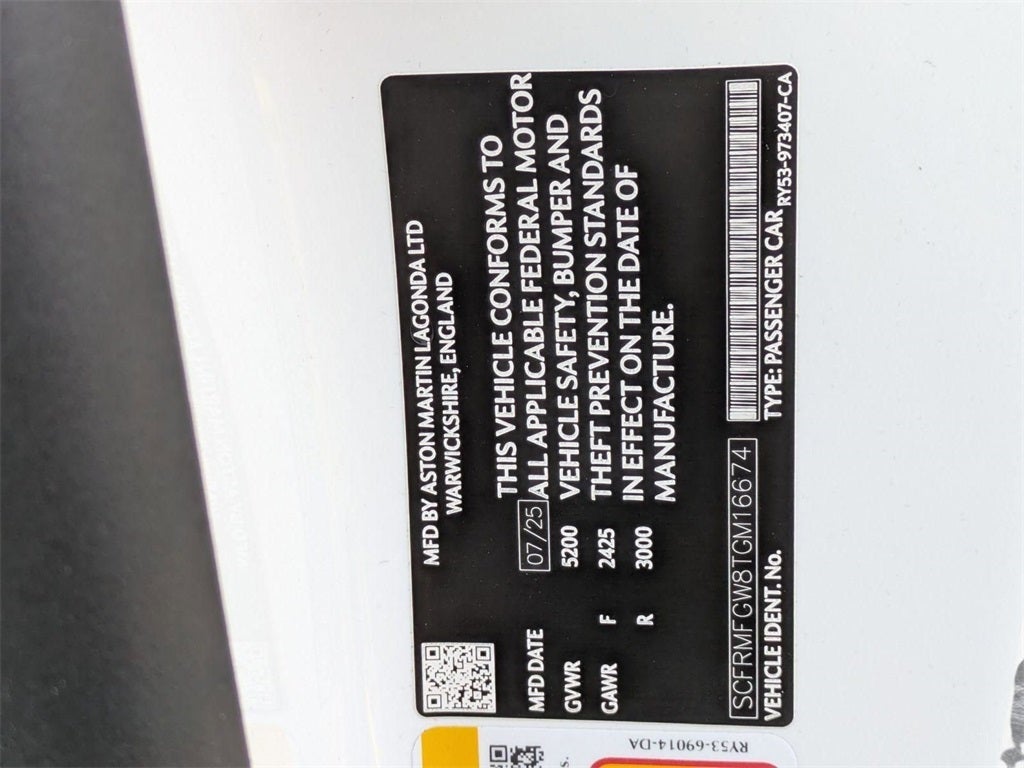 MFD BY ASTON MARTIN LAGONDA LTD
WARWICKSHIRE, ENGLAND
THIS VEHICLE CONFORMS TO
MFD DATE 07/25 ALL APPLICABLE FEDERAL MOTOR
GVWR 5200 VEHICLE SAFETY, BUMPER AND
GAWR F 2425 THEFT PREVENTION STANDARDS
R 3000 IN EFFECT ON THE DATE OF
MANUFACTURE.
SCFRMFGW8TGM16674
VEHICLE IDENT. No. TYPE: PASSENGER CAR RY53-973407-CA
RY53-69014-DA
s.